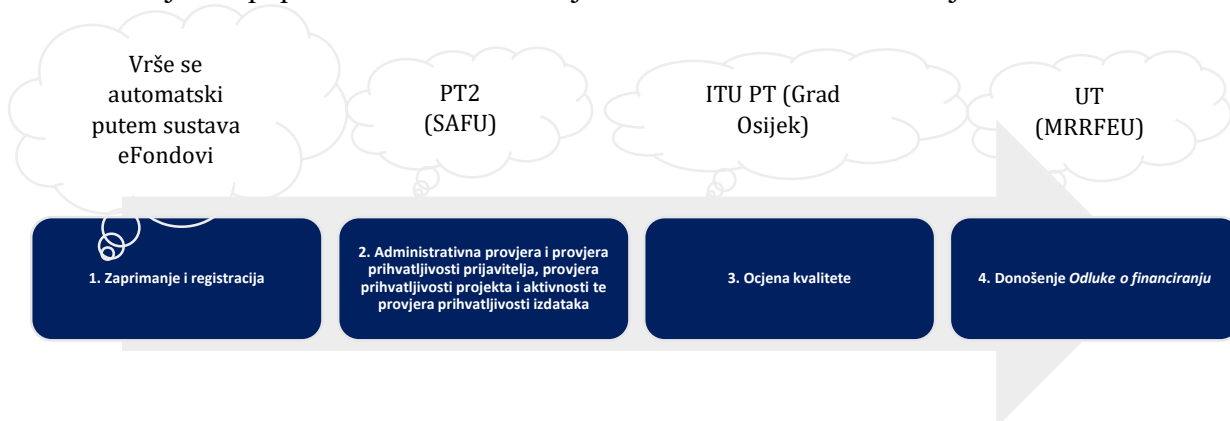 Vrše se
automatski
putem sustava
eFondovi
PT2
(SAFU)
ITU PT (Grad
Osijek)
UT
(MRRFEU)
1. Zaprimanje i registracija
2. Administrativna provjera i provjera
prihvatljivosti prijavitelja, provjera
prihvatljivosti projekta i aktivnosti te
provjera prihvatljivosti izdataka
3. Ocjena kvalitete
4. Donošenje Odluke o financiranju